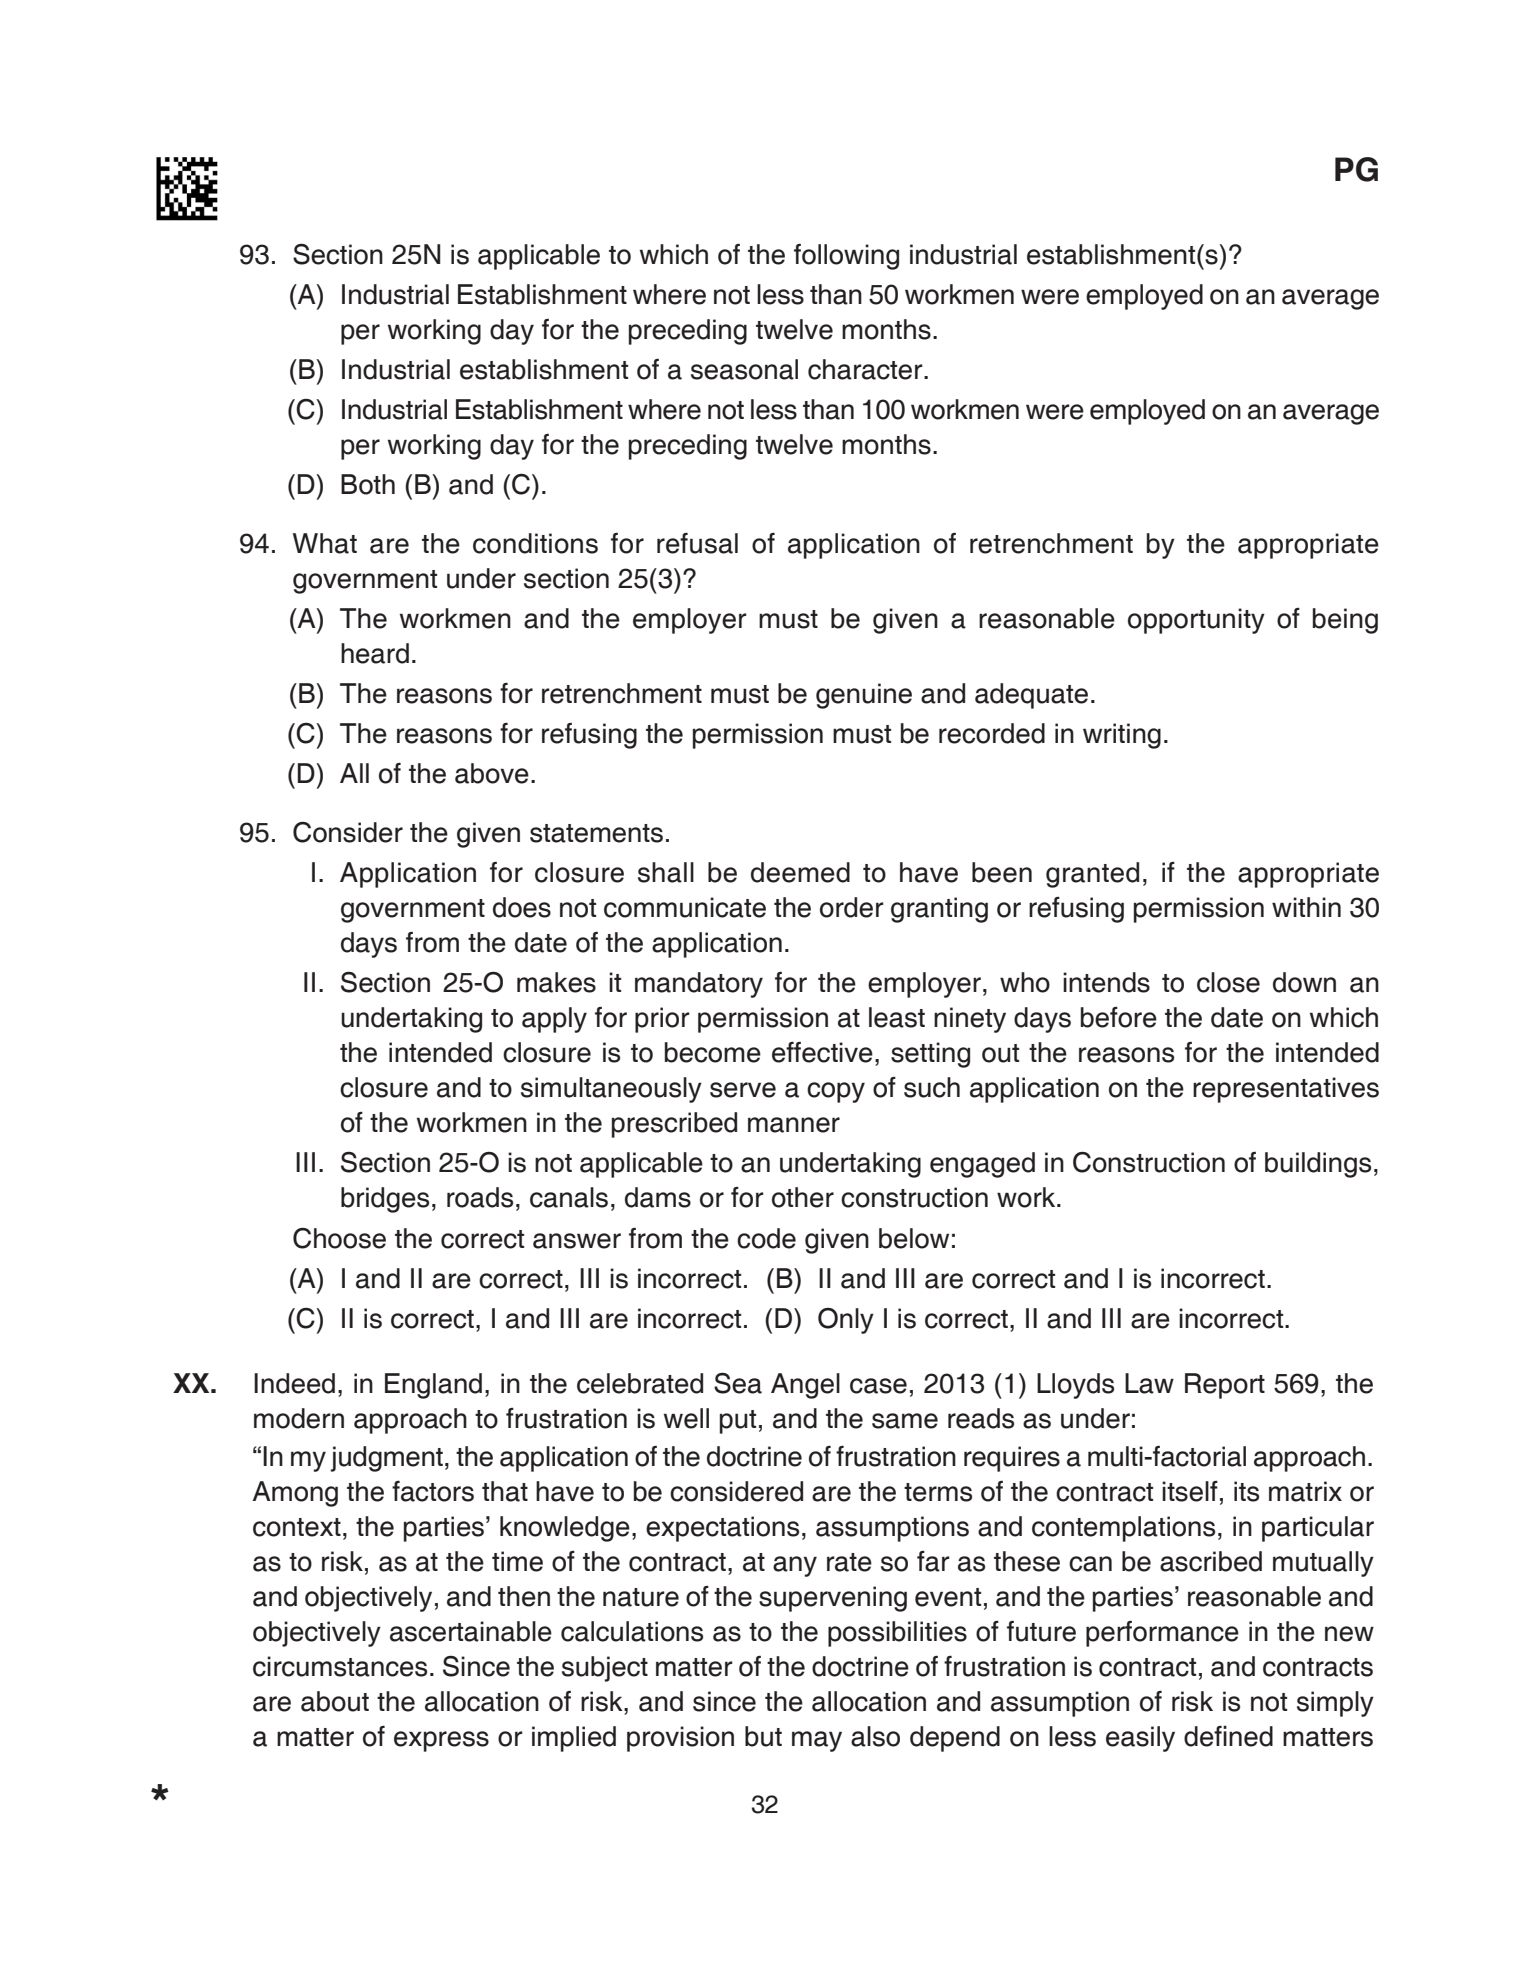 PG
93. Section 25N is applicable to which of the following industrial establishment(s)?
(A) Industrial Establishment where not less than 50 workmen were employed on an average
per working day for the preceding twelve months.
(B) Industrial establishment of a seasonal character.
(C) Industrial Establishment where not less than 100 workmen were employed on an average
per working day for the preceding twelve months.
(D) Both (B) and (C).
94. What are the conditions for refusal of application of retrenchment by the appropriate
government under section 25(3)?
(A) The workmen and the employer must be given a reasonable opportunity of being
heard.
(B) The reasons for retrenchment must be genuine and adequate.
(C) The reasons for refusing the permission must be recorded in writing.
(D) All of the above.
95. Consider the given statements.
I. Application for closure shall be deemed to have been granted, if the appropriate
government does not communicate the order granting or refusing permission within 30
days from the date of the application.
II. Section 25-O makes it mandatory for the employer, who intends to close down an
undertaking to apply for prior permission at least ninety days before the date on which
the intended closure is to become effective, setting out the reasons for the intended
closure and to simultaneously serve a copy of such application on the representatives
of the workmen in the prescribed manner
III. Section 25-O is not applicable to an undertaking engaged in Construction of buildings,
bridges, roads, canals, dams or for other construction work.
Choose the correct answer from the code given below:
(A) I and II are correct, III is incorrect. (B) II and III are correct and I is incorrect.
(C) II is correct, I and III are incorrect. (D) Only I is correct, II and III are incorrect.
XX. Indeed, in England, in the celebrated Sea Angel case, 2013 (1) Lloyds Law Report 569, the
modern approach to frustration is well put, and the same reads as under:
“In my judgment, the application of the doctrine of frustration requires a multi-factorial approach.
Among the factors that have to be considered are the terms of the contract itself, its matrix or
context, the parties’ knowledge, expectations, assumptions and contemplations, in particular
as to risk, as at the time of the contract, at any rate so far as these can be ascribed mutually
and objectively, and then the nature of the supervening event, and the parties’ reasonable and
objectively ascertainable calculations as to the possibilities of future performance in the new
circumstances. Since the subject matter of the doctrine of frustration is contract, and contracts
are about the allocation of risk, and since the allocation and assumption of risk is not simply
a matter of express or implied provision but may also depend on less easily defined matters
* 32